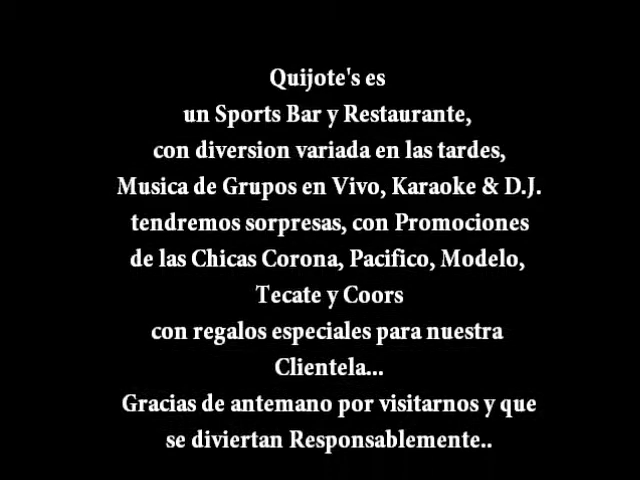 Quijote's es
un Sports Bar y Restaurante,
con diversion variada en las tardes,
Musica de Grupos en Vivo, Karaoke & D.J.
tendremos sorpresas, con Promociones
de las Chicas Corona, Pacifico, Modelo,
Tecate y Coors
con regalos especiales para nuestra
Clientela...
Gracias de antemano por visitarnos y que
se diviertan Responsablemente..